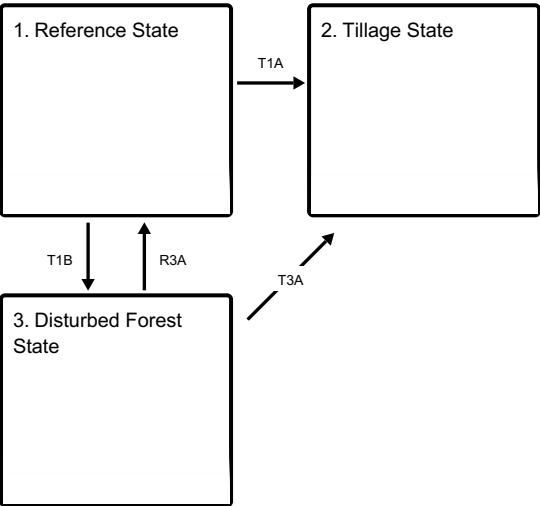 1. Reference State
2. Tillage State
T1A
T1B
R3A
T3A
3. Disturbed Forest
State